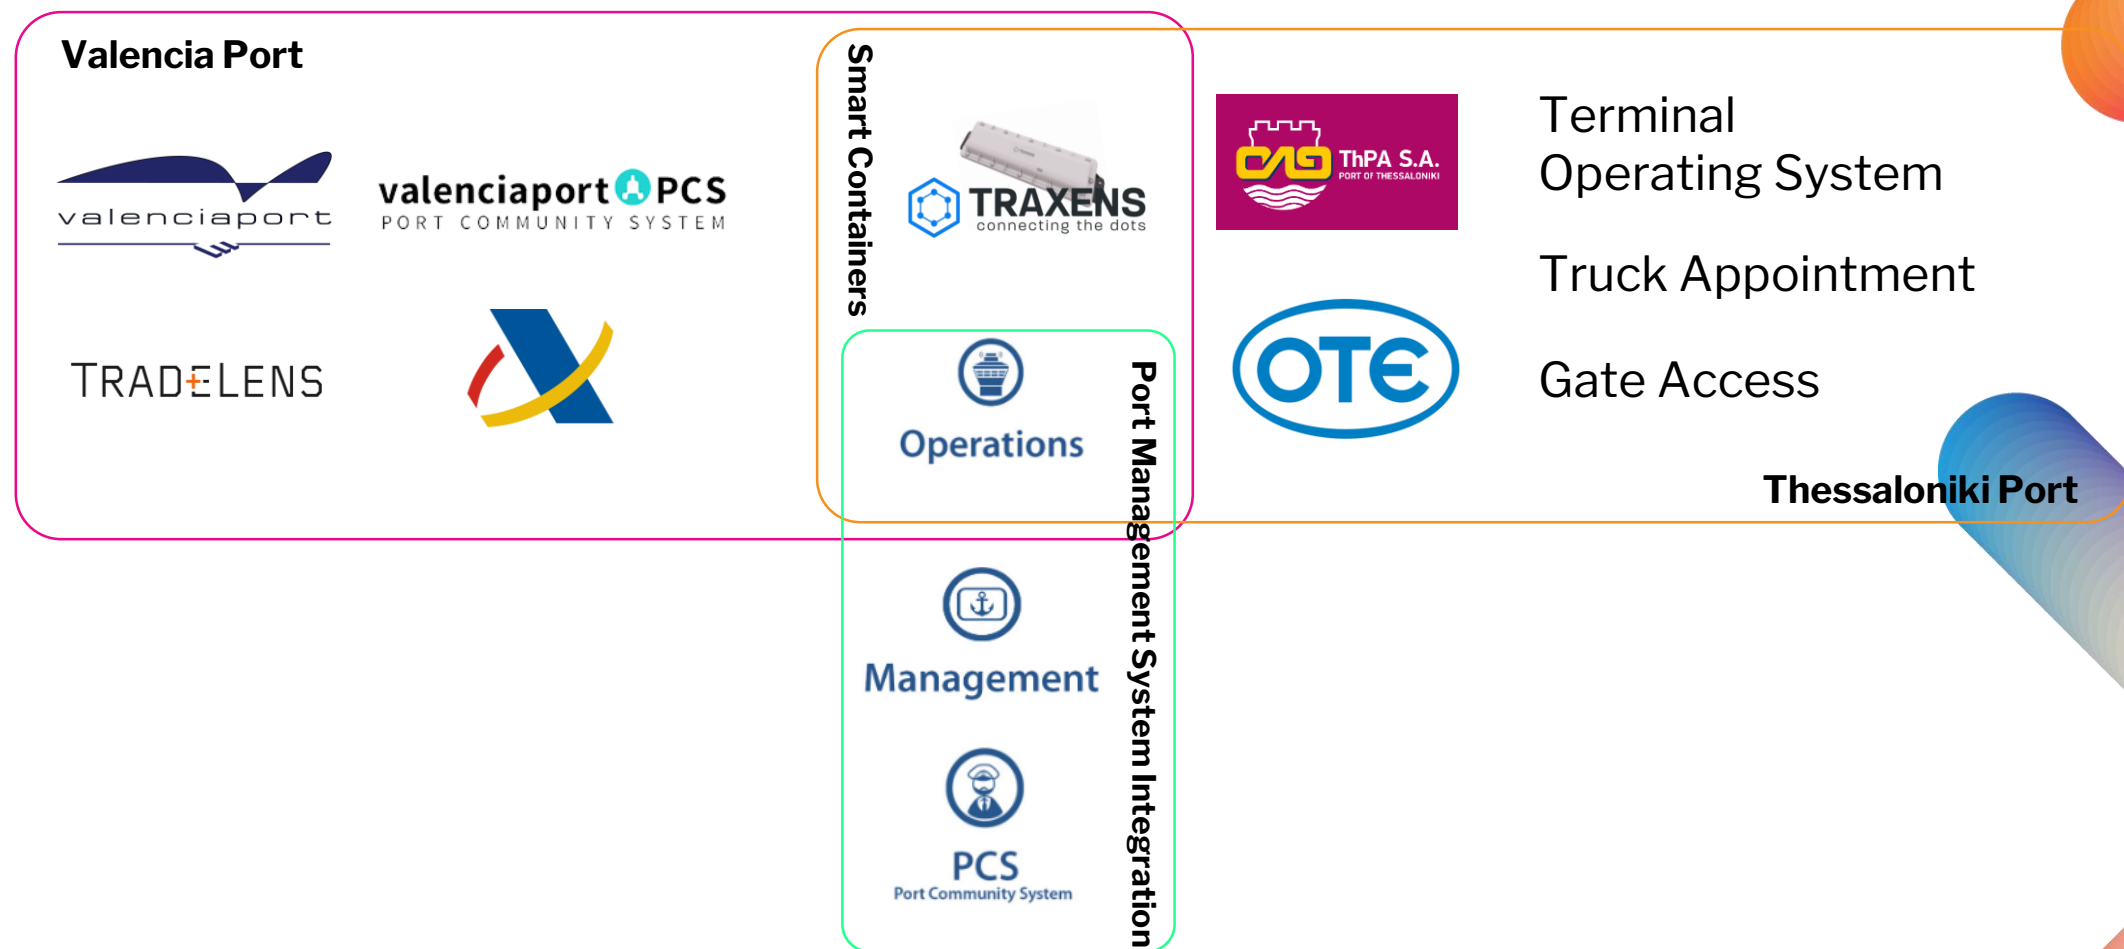 Valencia Port
valenciaport
valenciaport PCS
PORT COMMUNITY SYSTEM
TRADELENS
Smart Containers
TRAXENS
connecting the dots
Operations
Port Management System Integration
Management
PCS
Port Community System
ThPA S.A.
PORT OF THESSALONIKI
OTE
Terminal
Operating System
Truck Appointment
Gate Access
Thessaloniki Port